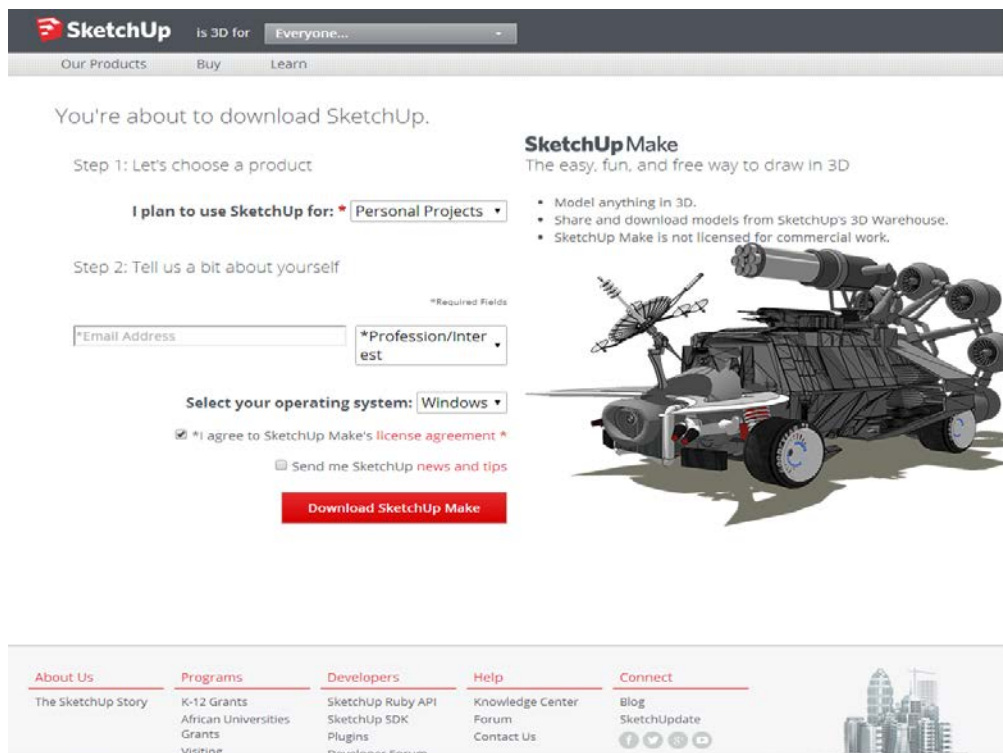 SketchUp is 3D for Everyone...
Our Products Buy Learn
You're about to download SketchUp.
Step 1: Let's choose a product
I plan to use SketchUp for: * Personal Projects
Step 2: Tell us a bit about yourself
*Required Fields
*Email Address
*Profession/Inter
est
Select your operating system: Windows
*I agree to SketchUp Make's license agreement *
Send me SketchUp news and tips
Download SketchUp Make
SketchUp Make
The easy, fun, and free way to draw in 3D
• Model anything in 3D.
• Share and download models from SketchUp's 3D Warehouse.
• SketchUp Make is not licensed for commercial work.
About Us
The SketchUp Story
Programs
K-12 Grants
African Universities
Grants
Visiting
Developers
SketchUp Ruby API
SketchUp SDK
Plugins
Developer Forum
Help
Knowledge Center
Forum
Contact Us
Connect
Blog
SketchUpdate